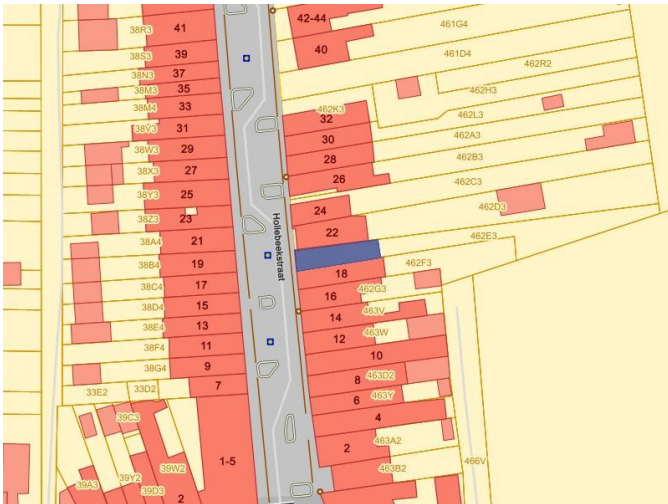 38R3
41
42-44
461G4
38S3
39
40
461D4
462R2
38N3
37
38M3
35
462H3
38M4
33
462K3
32
462L3
38V3
31
30
462A3
38W3
29
28
462B3
38X3
27
26
462C3
38Y3
25
24
462D3
38Z3
23
22
462E3
38A4
21
Hollebeekstraat
38B4
19
18
462F3
38C4
17
16
462G3
38D4
15
14
463V
38E4
13
12
463W
38F4
11
10
38G4
9
8
463D2
33E2
33D2
7
6
463Y
39C3
4
1-5
2
463A2
39W2
463B2
466V
39A3
39Y2
39D3
2